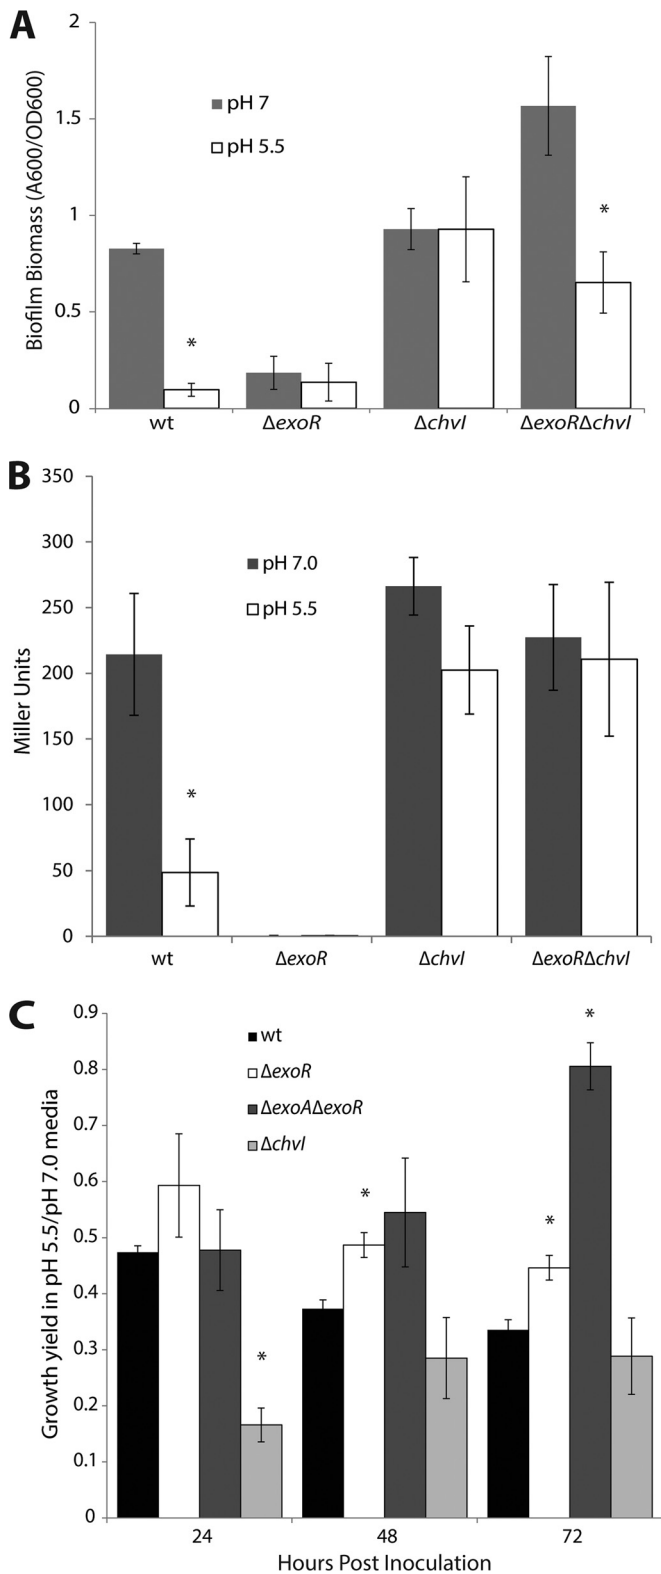 A
Biofilm Biomass (A600/OD600)
2
1.5
1
0.5
0
pH 7
pH 5.5
*
*
wt
ΔexoR
ΔchvI
ΔexoRΔchvI
B
Miller Units
350
300
250
200
150
100
50
0
pH 7.0
pH 5.5
*
wt
ΔexoR
ΔchvI
ΔexoRΔchvI
C
Growth yield in pH 5.5/pH 7.0 media
0.9
0.8
0.7
0.6
0.5
0.4
0.3
0.2
0.1
0
wt
ΔexoR
ΔexoAΔexoR
ΔchvI
*
*
*
*
24
48
72
Hours Post Inoculation